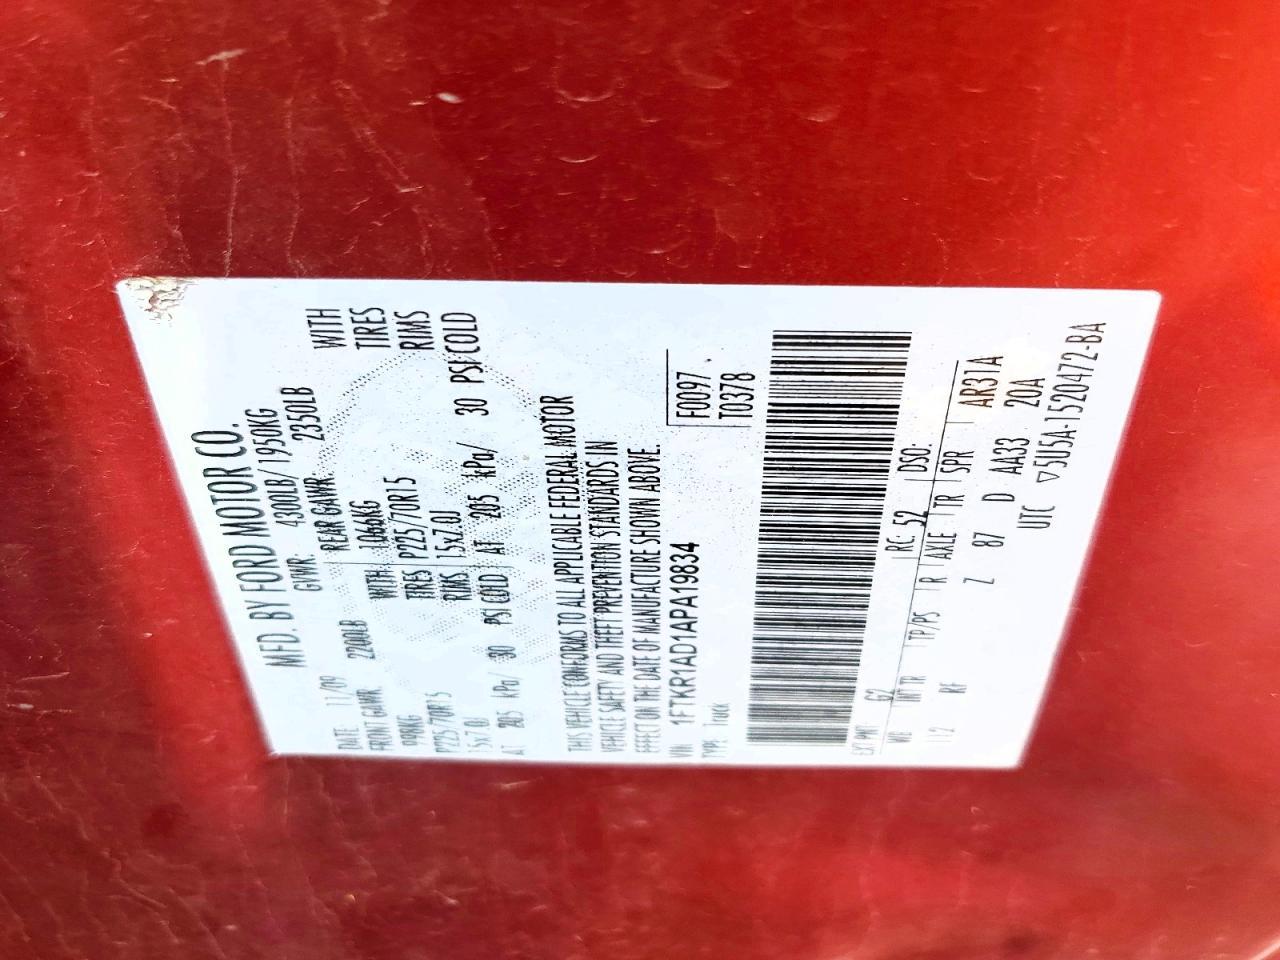 MFD. BY FORD MOTOR CO.
DATE 11/09 GVWR: 4300LB/ 1950KG
FRONT GAWR 2200LB REAR GAWR: 2350LB
998KG WITH 1066KG WITH
P225/70R15 TIRES P225/70R15 TIRES
15x7.0J RIMS 15x7.0J RIMS
AT 205 kPa/ 30 PSI COLD AT 205 kPa/ 30 PSI COLD
THIS VEHICLE CONFORMS TO ALL APPLICABLE FEDERAL MOTOR
VEHICLE SAFETY AND THEFT PREVENTION STANDARDS IN
EFFECT ON THE DATE OF MANUFACTURE SHOWN ABOVE.
VIN 1FTKR1AD1APA19834 F0097
TYPE: Truck T0378
EXT PNT G2 RC: 52 DSO:
WB INT TR TP/PS R AXLE TR SPR AR31A
112 RF Z 87 D AA33 20A
UTC ▽5U5A-1520472-BA